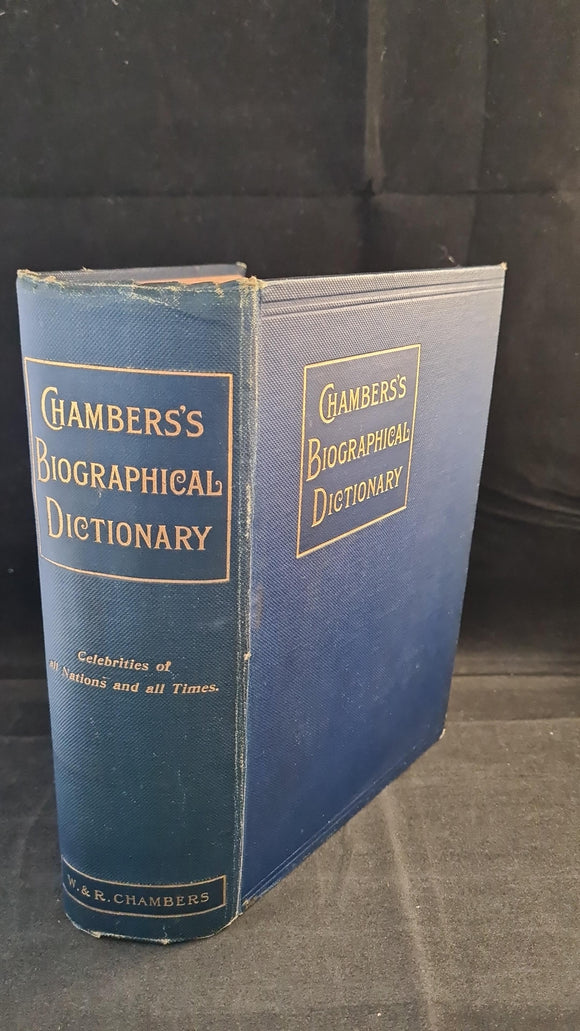 CHAMBERS'S
BIOGRAPHICAL
DICTIONARY
Celebrities of
all Nations and all Times.
W. & R. CHAMBERS
CHAMBERS'S
BIOGRAPHICAL
DICTIONARY